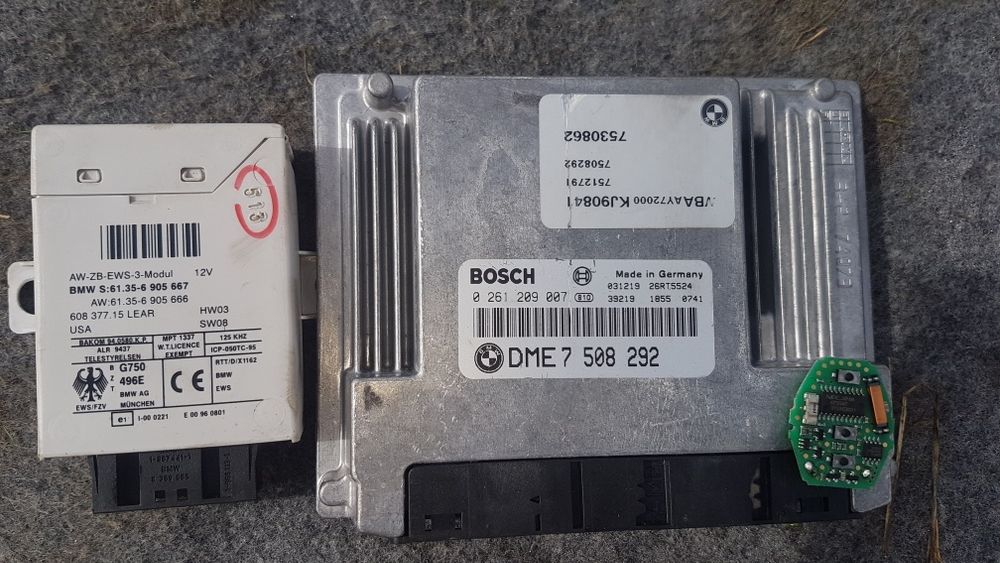 513
AW-ZB-EWS-3-Modul 12V
BMW S:61.35-6 905 667
AW:61.35-6 905 666
608 377.15 LEAR HW03
USA SW08
BAKOM 94.0580.K.P.
ALR 9437
TELESTYRELSEN
MPT 1337
W.T.LICENCE
EXEMPT
125 KHZ
ICP-050TC-95
B Z T
G750
496E
BMW AG
MÜNCHEN
EWS/FZV
CE
RTT/D/X1162
BMW
EWS
e1 I-00 0221 E 00 96 0801
7530862
7508292
7512791
WBAAY72000 KJ90841
BOSCH
Made in Germany
0 261 209 007 B10
031219 26RT5524
39219 1855 0741
DME 7 508 292